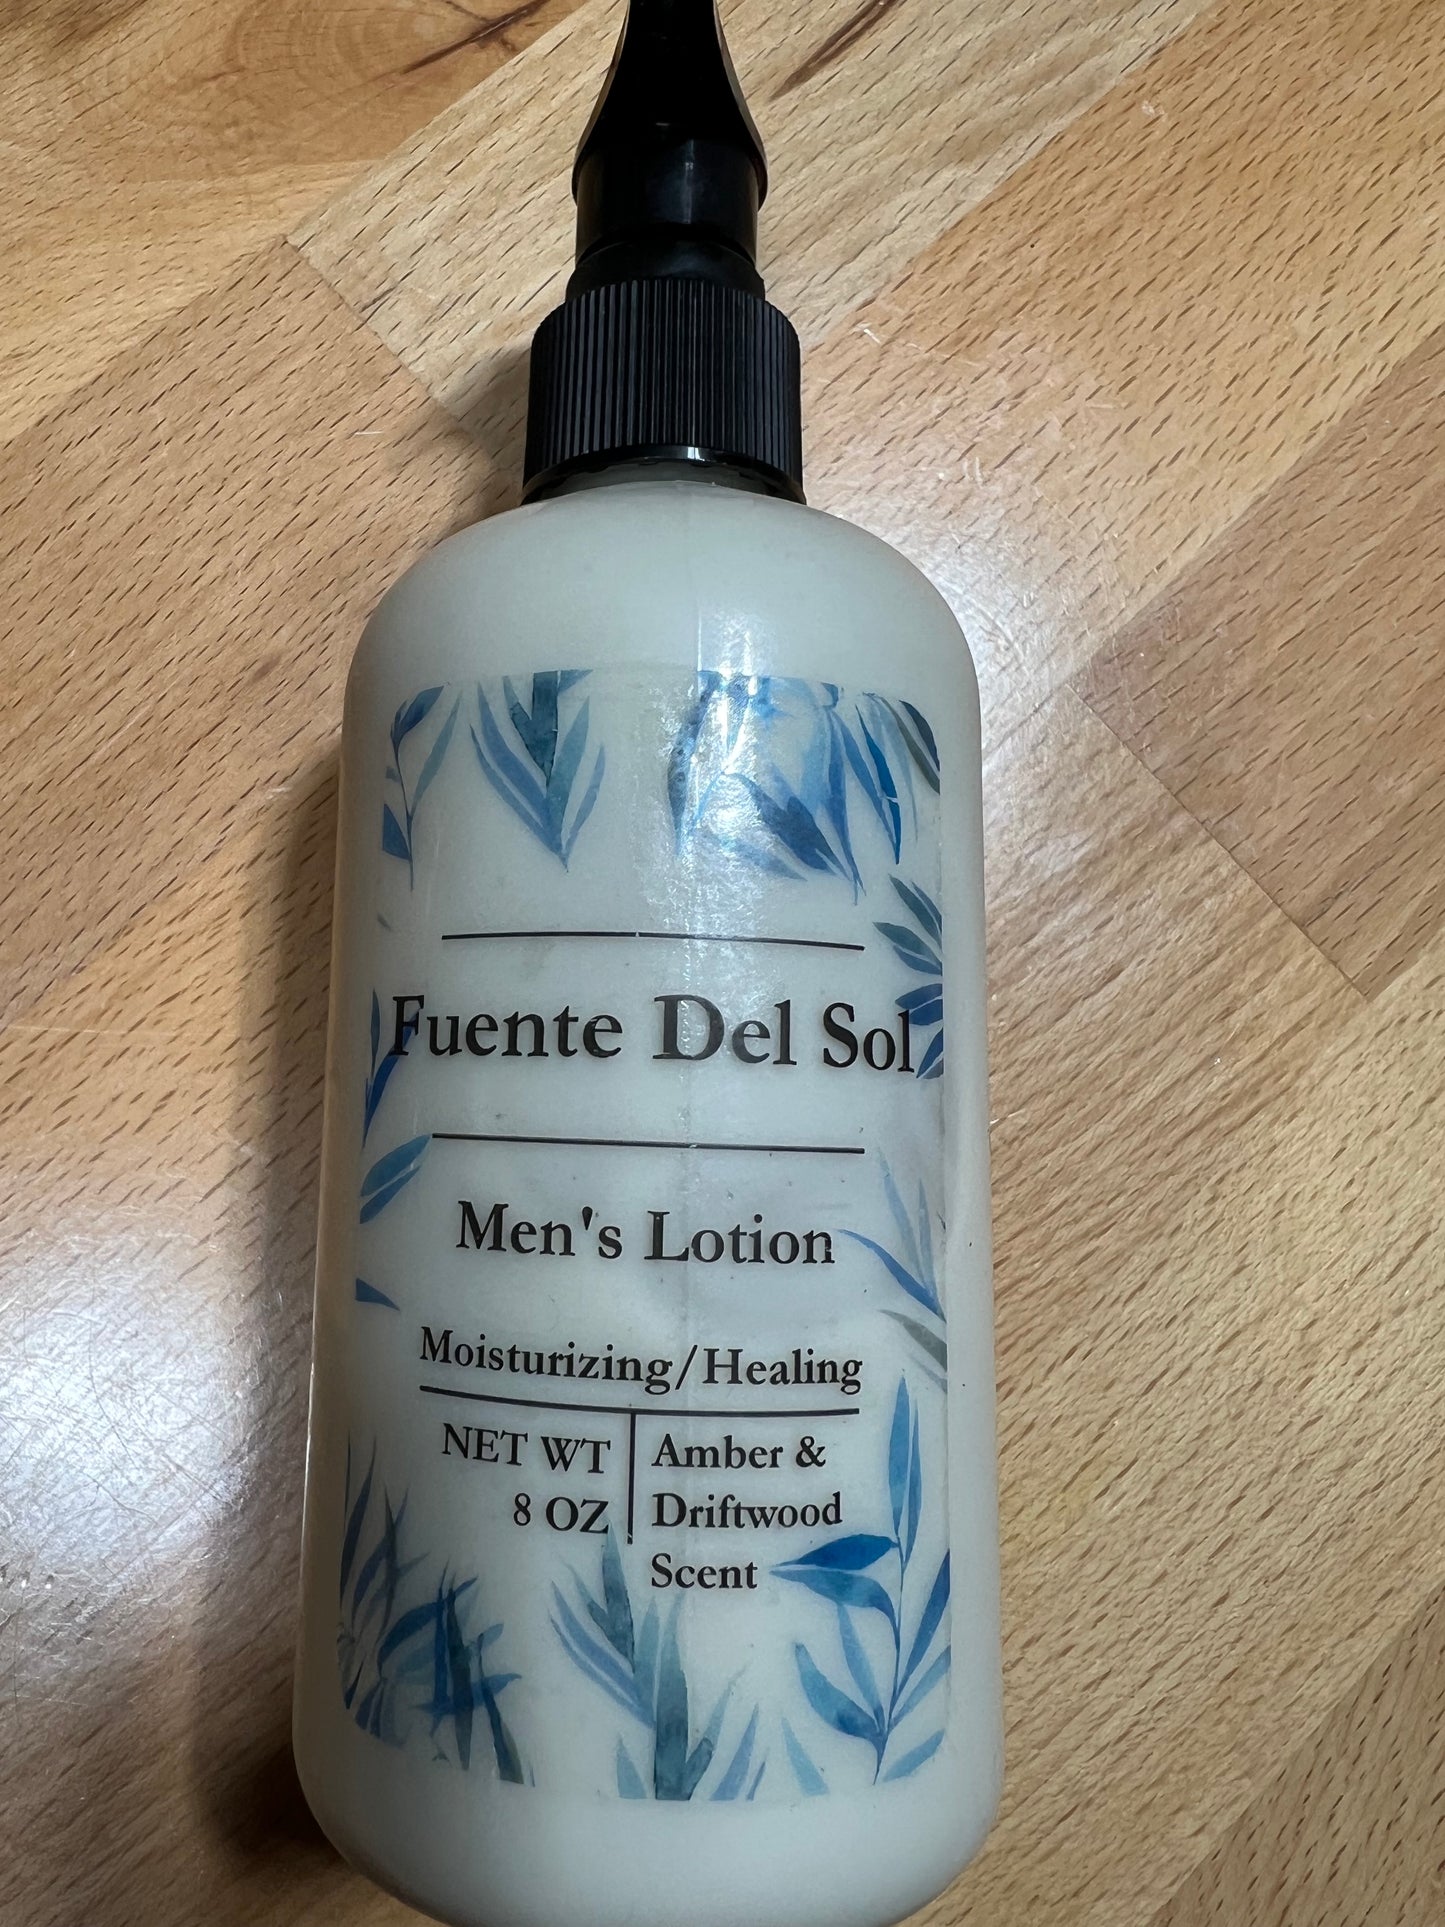 Fuente Del Sol
Men's Lotion
Moisturizing/Healing
NET WT
8 OZ
Amber &
Driftwood
Scent